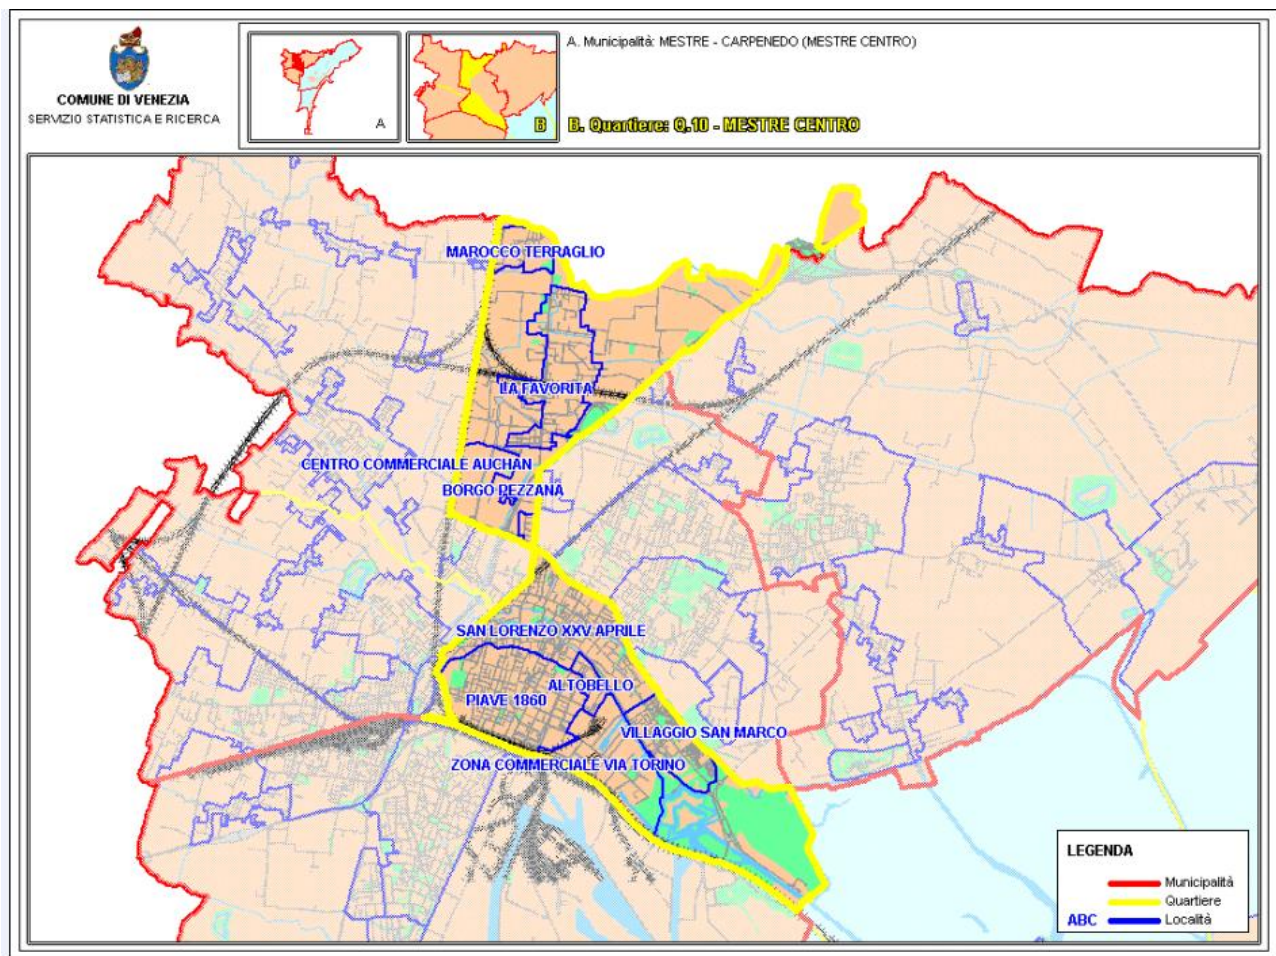 COMUNE DI VENEZIA
SERVIZIO STATISTICA E RICERCA
A
B
A. Municipalità: MESTRE - CARPENEDO (MESTRE CENTRO)
B. Quartiere: Q.10 - MESTRE CENTRO
MAROCCO TERRAGLIO
LA FAVORITA
CENTRO COMMERCIALE AUCHAN
BORGO PEZZANA
SAN LORENZO XXV APRILE
ALTOBELLO
PIAVE 1860
VILLAGGIO SAN MARCO
ZONA COMMERCIALE VIA TORINO
LEGENDA
Municipalità
Quartiere
ABC Località